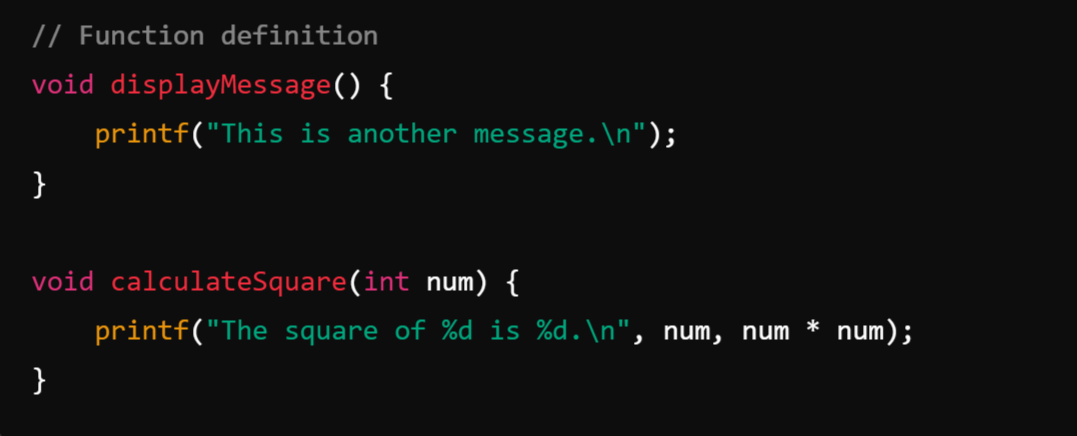 // Function definition
void displayMessage() {
    printf("This is another message.\n");
}

void calculateSquare(int num) {
    printf("The square of %d is %d.\n", num, num * num);
}